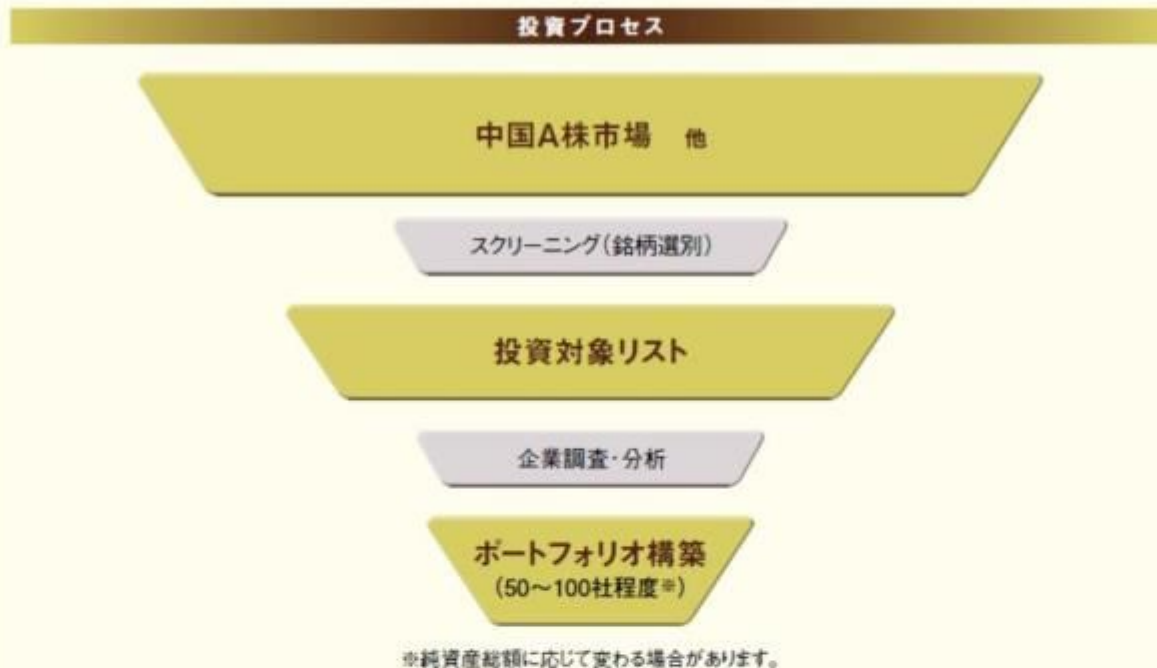 投資プロセス
中国A株市場 他
スクリーニング(銘柄選別)
投資対象リスト
企業調査・分析
ポートフォリオ構築
(50～100社程度※)
※純資産総額に応じて変わる場合があります。